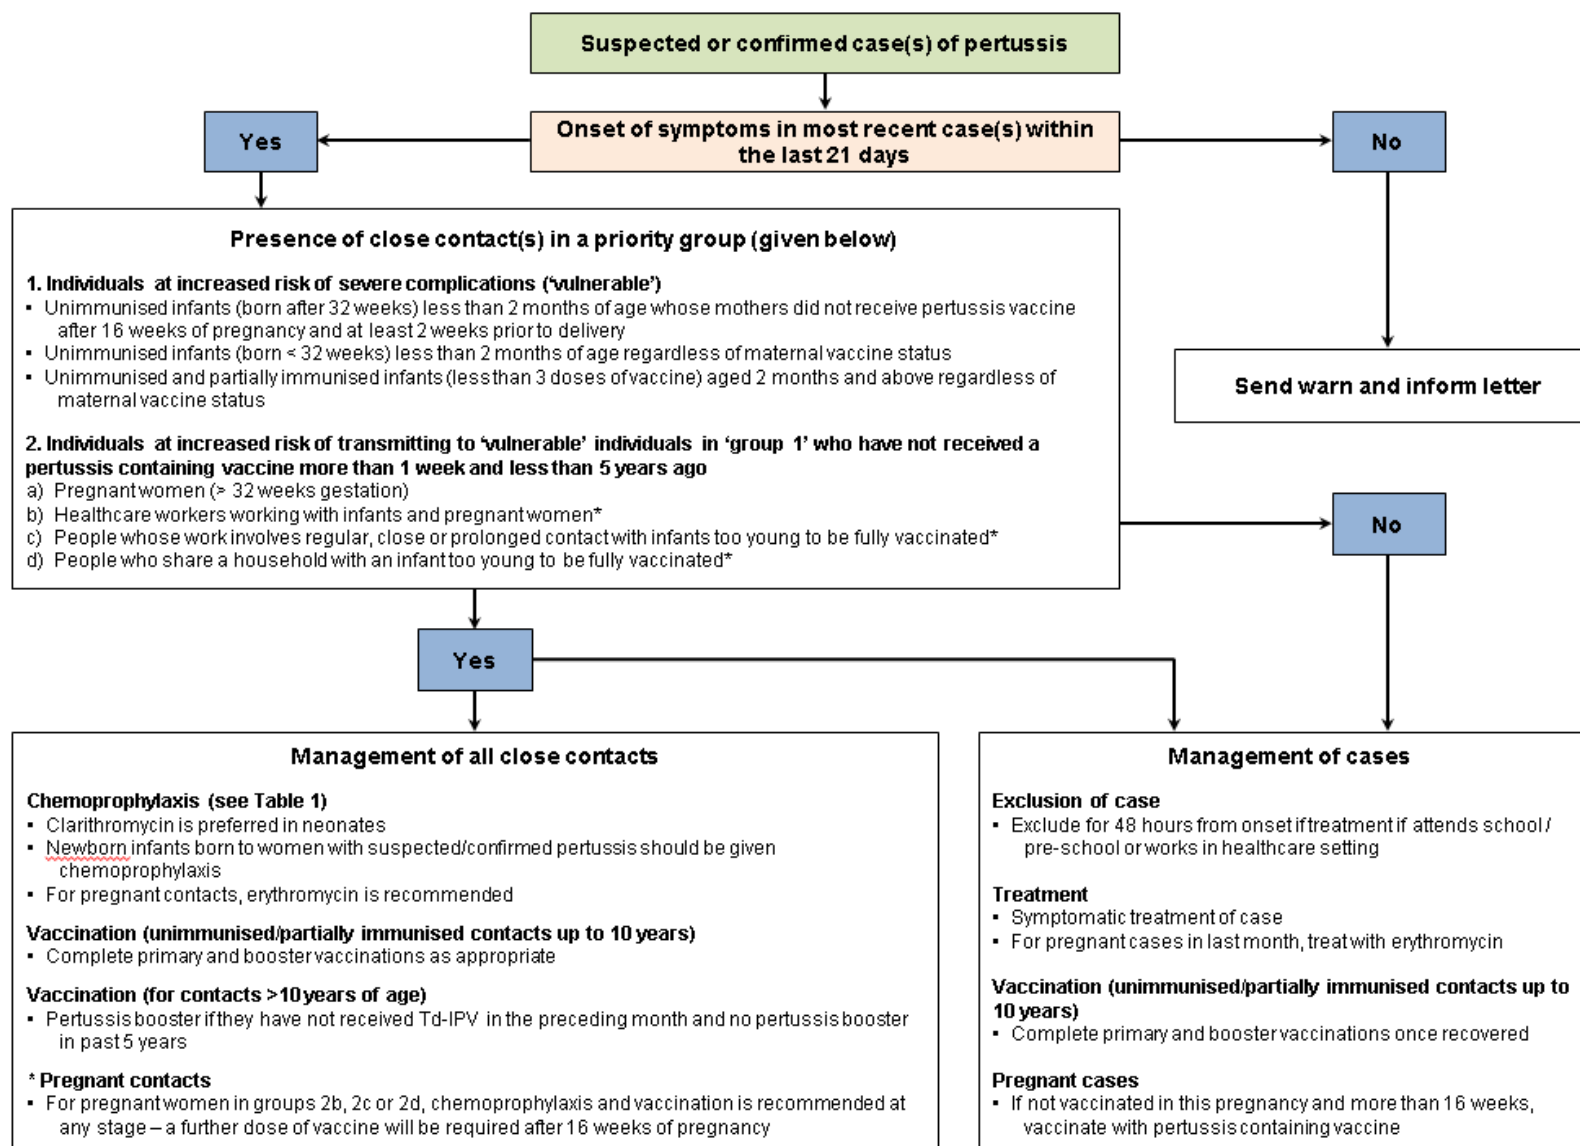 Suspected or confirmed case(s) of pertussis
Yes
Onset of symptoms in most recent case(s) within
the last 21 days
No
Presence of close contact(s) in a priority group (given below)
1. Individuals at increased risk of severe complications (‘vulnerable’)
▪ Unimmunised infants (born after 32 weeks) less than 2 months of age whose mothers did not receive pertussis vaccine
after 16 weeks of pregnancy and at least 2 weeks prior to delivery
▪ Unimmunised infants (born < 32 weeks) less than 2 months of age regardless of maternal vaccine status
▪ Unimmunised and partially immunised infants (less than 3 doses of vaccine) aged 2 months and above regardless of
maternal vaccine status
2. Individuals at increased risk of transmitting to ‘vulnerable’ individuals in ‘group 1’ who have not received a
pertussis containing vaccine more than 1 week and less than 5 years ago
a) Pregnant women (> 32 weeks gestation)
b) Healthcare workers working with infants and pregnant women*
c) People whose work involves regular, close or prolonged contact with infants too young to be fully vaccinated*
d) People who share a household with an infant too young to be fully vaccinated*
Send warn and inform letter
No
Yes
Management of all close contacts
Chemoprophylaxis (see Table 1)
▪ Clarithromycin is preferred in neonates
▪ Newborn infants born to women with suspected/confirmed pertussis should be given
chemoprophylaxis
▪ For pregnant contacts, erythromycin is recommended
Vaccination (unimmunised/partially immunised contacts up to 10 years)
▪ Complete primary and booster vaccinations as appropriate
Vaccination (for contacts >10 years of age)
▪ Pertussis booster if they have not received Td-IPV in the preceding month and no pertussis booster
in past 5 years
* Pregnant contacts
▪ For pregnant women in groups 2b, 2c or 2d, chemoprophylaxis and vaccination is recommended at
any stage – a further dose of vaccine will be required after 16 weeks of pregnancy
Management of cases
Exclusion of case
▪ Exclude for 48 hours from onset if treatment if attends school /
pre-school or works in healthcare setting
Treatment
▪ Symptomatic treatment of case
▪ For pregnant cases in last month, treat with erythromycin
Vaccination (unimmunised/partially immunised contacts up to
10 years)
▪ Complete primary and booster vaccinations once recovered
Pregnant cases
▪ If not vaccinated in this pregnancy and more than 16 weeks,
vaccinate with pertussis containing vaccine